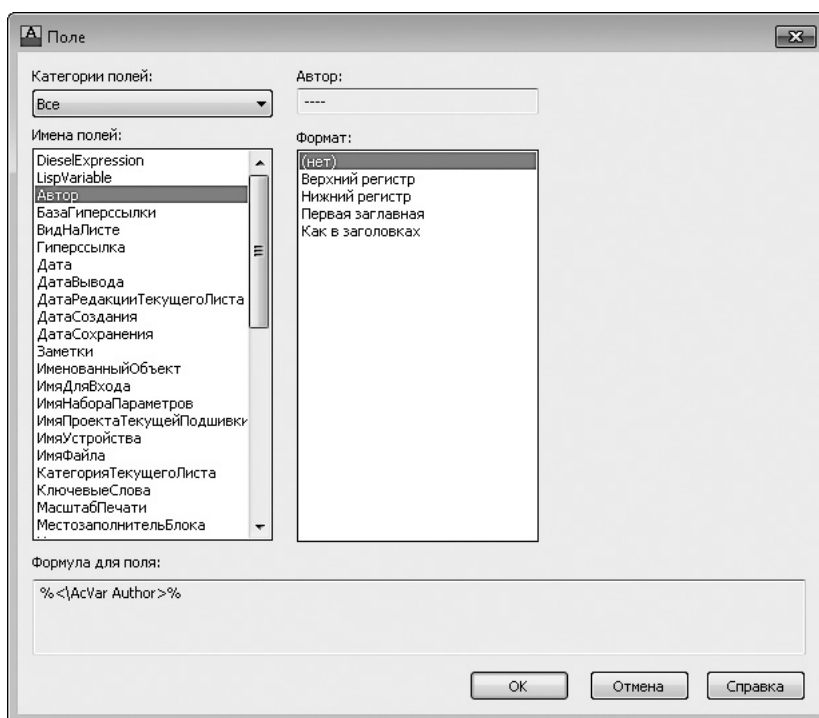 Поле
Категории полей:
Все
Имена полей:
DieselExpression
LispVariable
Автор
БазаГиперссылки
ВидНаЛисте
Гиперссылка
Дата
ДатаВывода
ДатаРедакцииТекущегоЛиста
ДатаСоздания
ДатаСохранения
Заметки
ИменованныйОбъект
ИмяДляВхода
ИмяНабораПараметров
ИмяПроектаТекущейПодшивки
ИмяУстройства
ИмяФайла
КатегорияТекущегоЛиста
КлючевыеСлова
МасштабПечати
МестозаполнительБлока
Автор:
----
Формат:
(нет)
Верхний регистр
Нижний регистр
Первая заглавная
Как в заголовках
Формула для поля:
%<\AcVar Author>%
ОК
Отмена
Справка